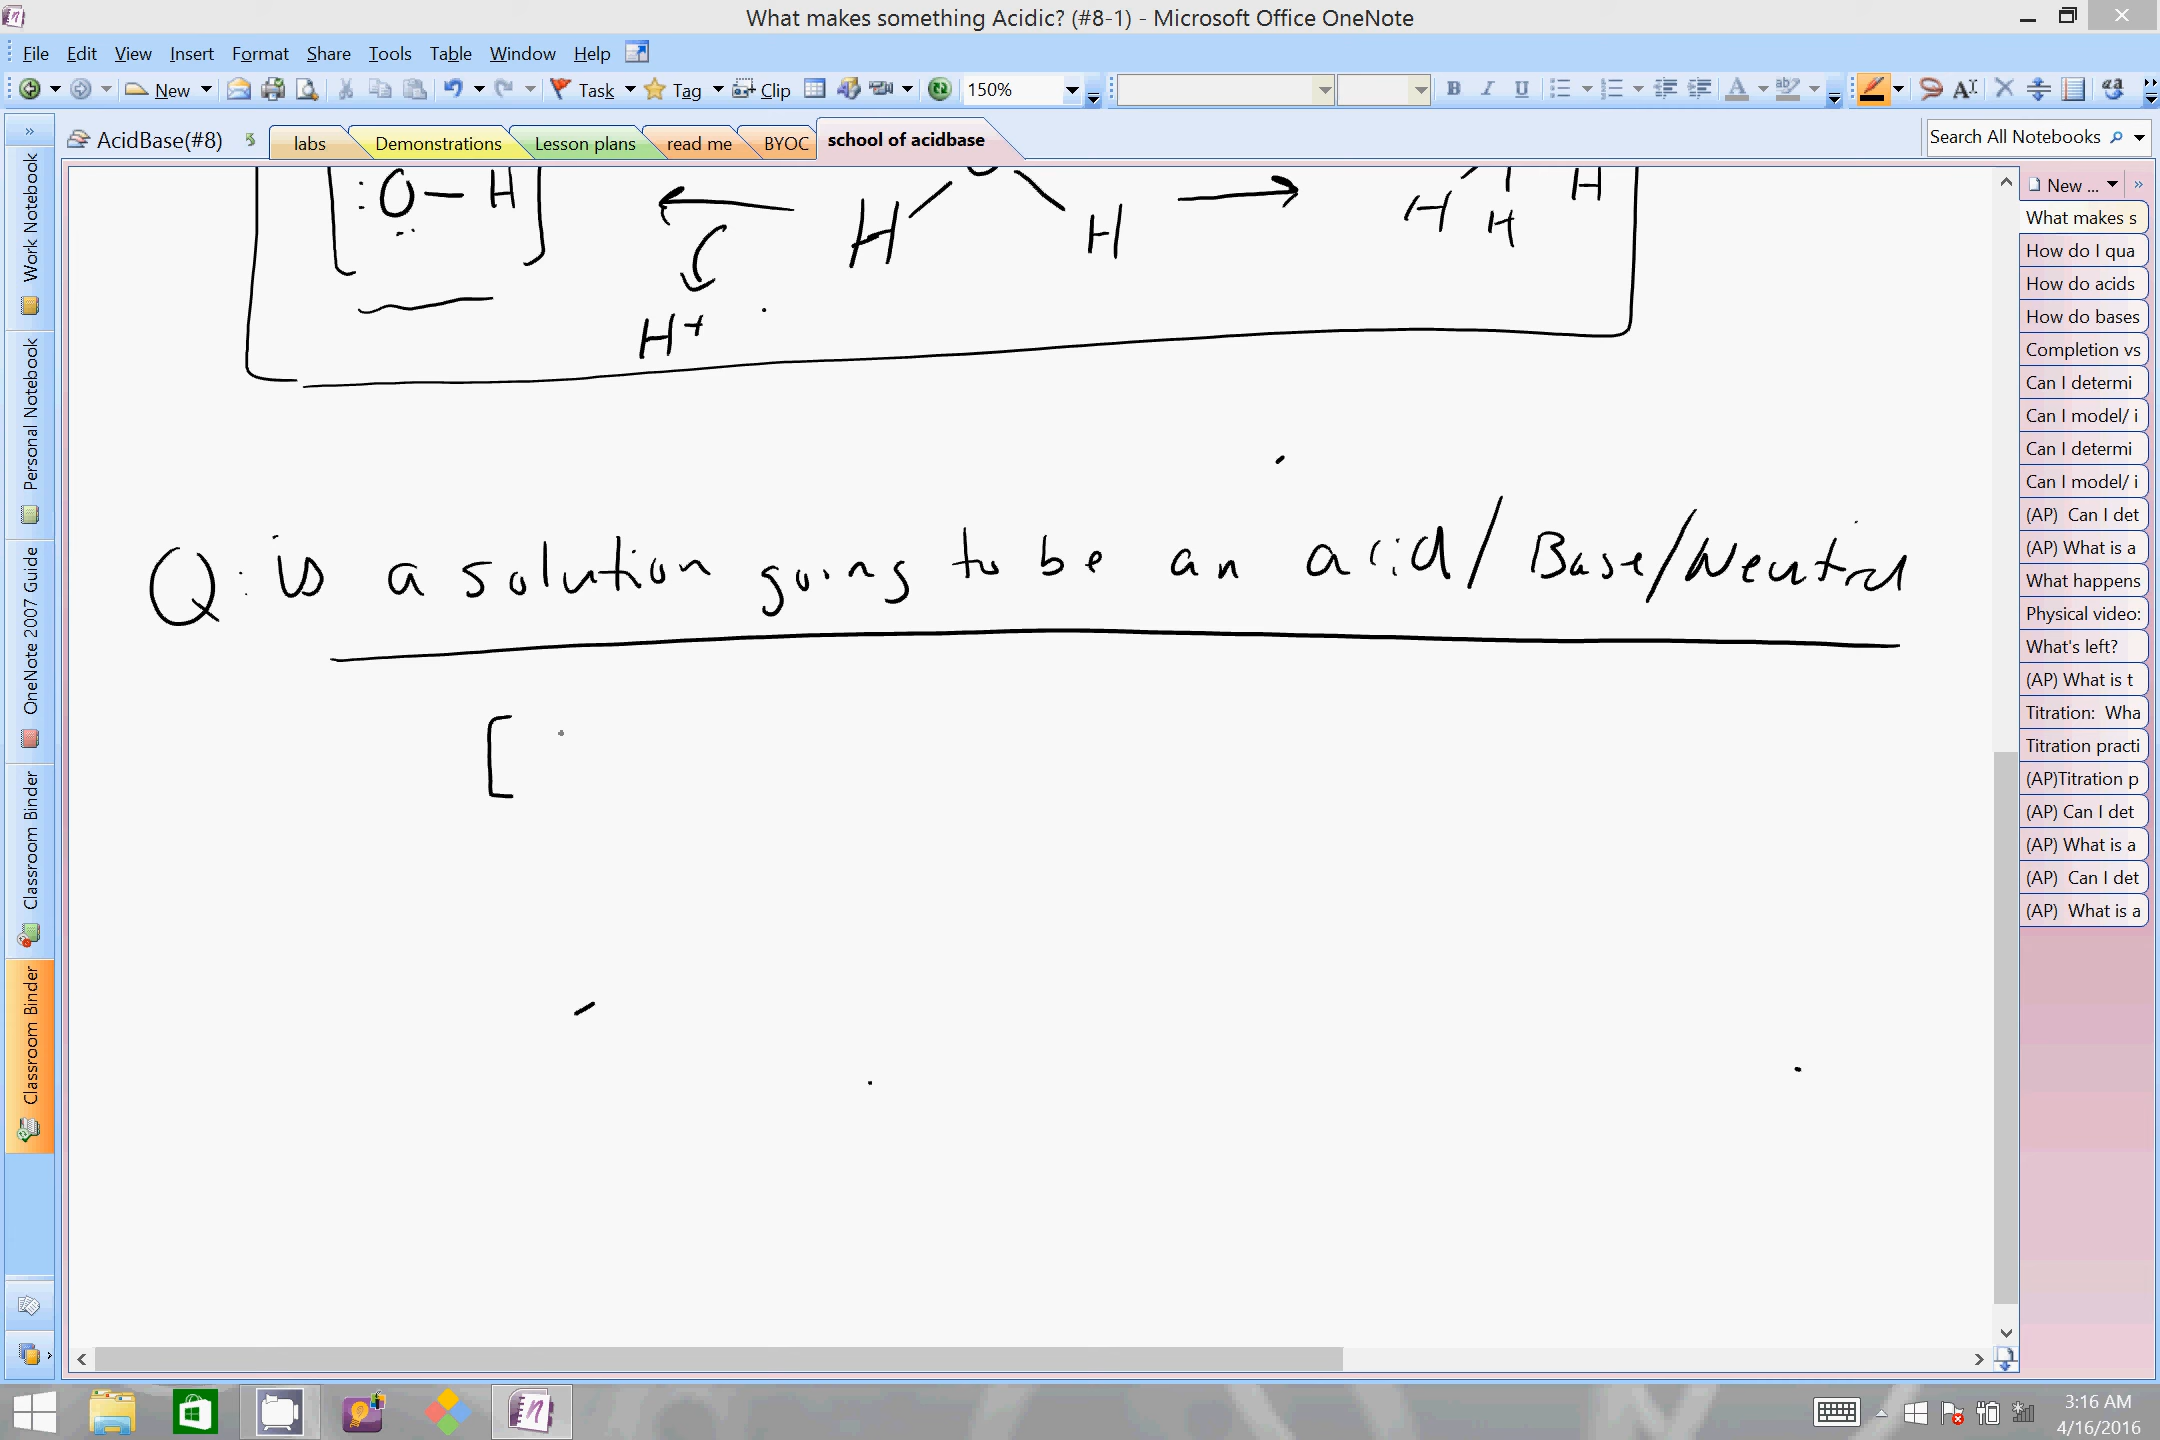 What makes something Acidic? (#8-1) - Microsoft Office OneNote
File Edit View Insert Format Share Tools Table Window Help
New Task Tag Clip 150% B I U
AcidBase(#8) labs Demonstrations Lesson plans read me BYOC school of acidbase Search All Notebooks
Work Notebook
Personal Notebook
OneNote 2007 Guide
Classroom Binder
Classroom Binder
[:O—H] H H H H H
H+
Q: is a solution going to be an acid/Base/Neutral
[
New ...
What makes s
How do I qua
How do acids
How do bases
Completion vs
Can I determi
Can I model/ i
Can I determi
Can I model/ i
(AP) Can I det
(AP) What is a
What happens
Physical video:
What's left?
(AP) What is t
Titration: Wha
Titration practi
(AP)Titration p
(AP) Can I det
(AP) What is a
(AP) Can I det
(AP) What is a
3:16 AM
4/16/2016